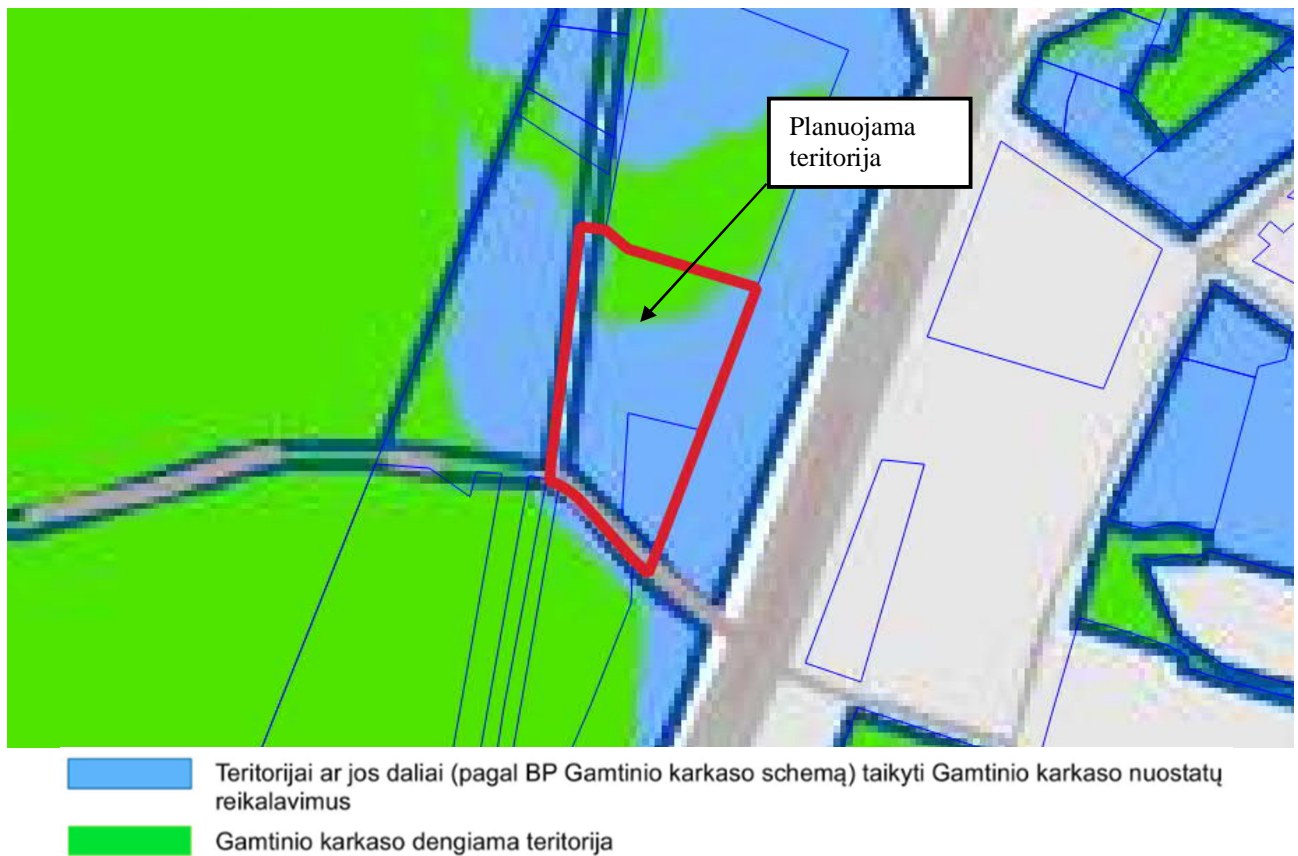 Planuojama
teritorija
Teritorijai ar jos daliai (pagal BP Gamtinio karkaso schemą) taikyti Gamtinio karkaso nuostatų
reikalavimus
Gamtinio karkaso dengiama teritorija